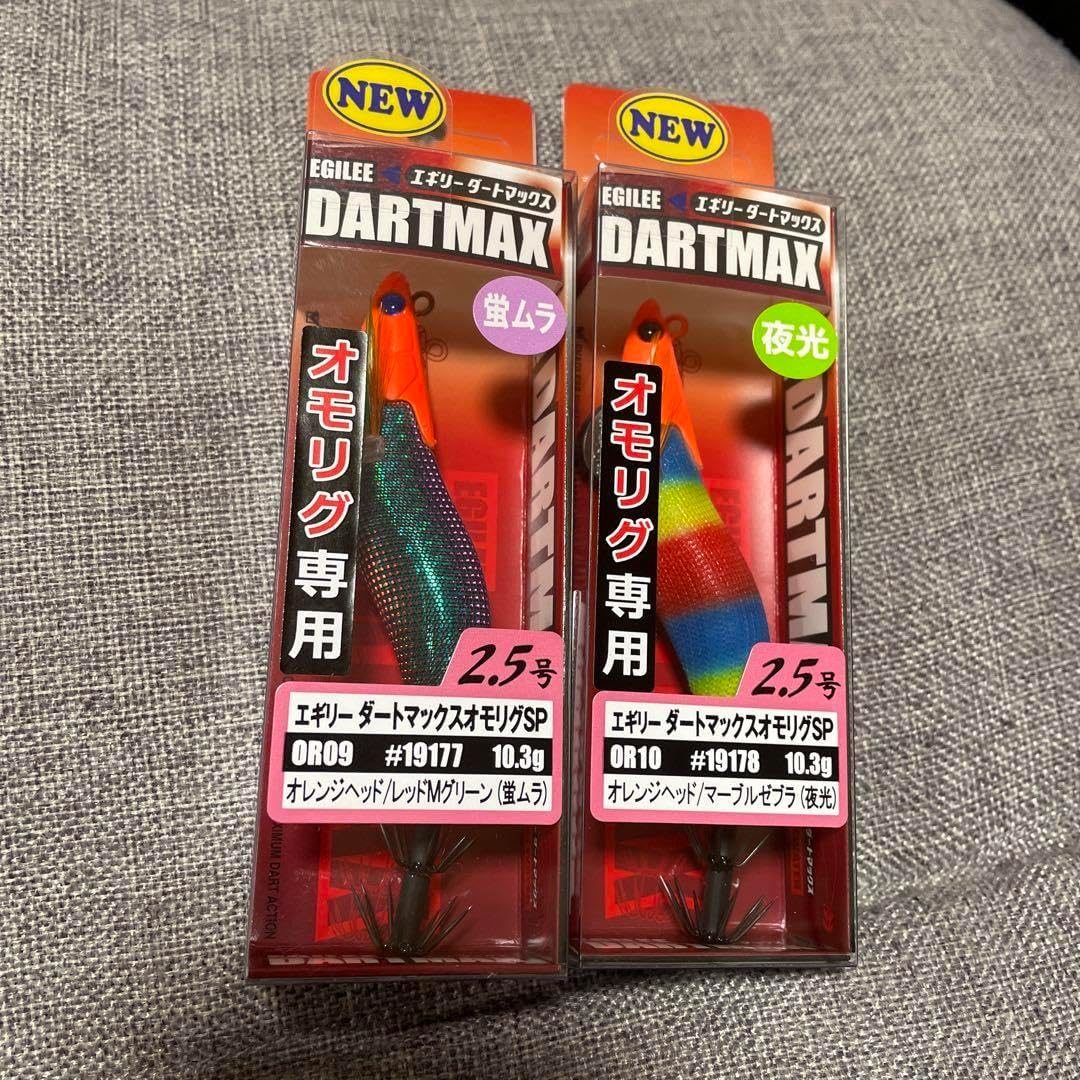 NEW
EGILEE
エギリーダートマックス
DARTMAX
蛍ムラ
オモリグ専用
2.5号
エギリー ダートマックスオモリグSP
OR09 #19177 10.3g
オレンジヘッド/レッドMグリーン(蛍ムラ)
MAXIMUM DART ACTION
NEW
EGILEE
エギリーダートマックス
DARTMAX
夜光
DARTM
オモリグ専用
2.5号
エギリー ダートマックスオモリグSP
OR10 #19178 10.3g
オレンジヘッド/マーブルゼブラ(夜光)